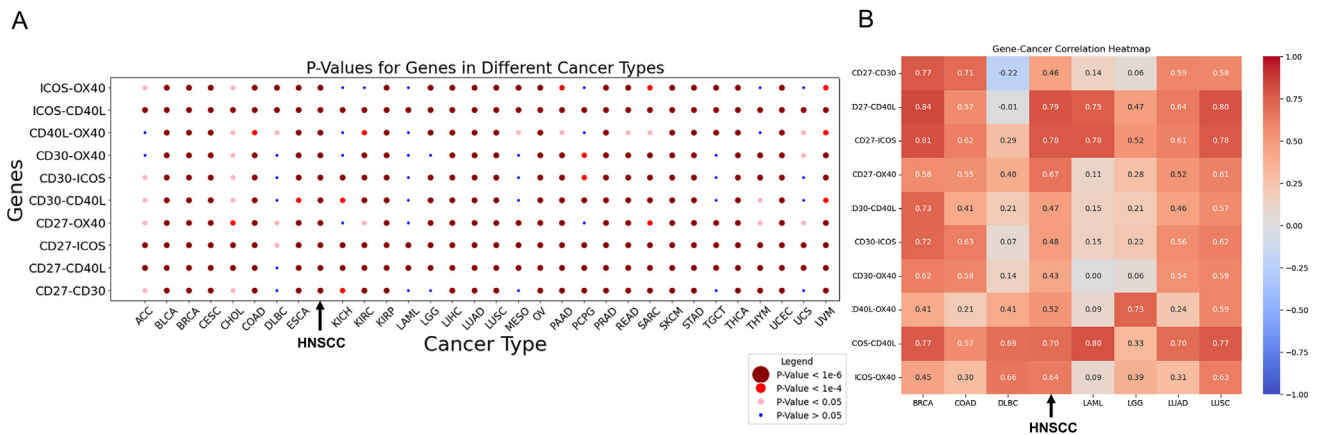 A
P-Values for Genes in Different Cancer Types
Genes
ICOS-OX40
ICOS-CD40L
CD40L-OX40
CD30-OX40
CD30-ICOS
CD30-CD40L
CD27-OX40
CD27-ICOS
CD27-CD40L
CD27-CD30
ACC BLCA BRCA CESC CHOL COAD DLBC ESCA KICH KIRC KIRP LAML LGG LIHC LUAD LUSC MESO OV PAAD PCPG PRAD READ SARC SKCM STAD TGCT THCA THYM UCEC UCS UVM
HNSCC
Cancer Type
Legend
P-Value < 1e-6
P-Value < 1e-4
P-Value < 0.05
P-Value > 0.05
B
Gene-Cancer Correlation Heatmap
CD27-CD30 0.77 0.71 -0.22 0.46 0.14 0.06 0.59 0.58
D27-CD40L 0.84 0.57 -0.01 0.79 0.75 0.47 0.64 0.80
CD27-ICOS 0.81 0.62 0.29 0.78 0.78 0.52 0.61 0.78
CD27-OX40 0.56 0.55 0.40 0.67 0.11 0.28 0.52 0.61
D30-CD40L 0.73 0.41 0.21 0.47 0.15 0.21 0.46 0.57
CD30-ICOS 0.72 0.63 0.07 0.48 0.15 0.22 0.56 0.62
CD30-OX40 0.62 0.59 0.14 0.43 0.00 0.06 0.54 0.59
D40L-OX40 0.41 0.21 0.41 0.52 0.09 0.73 0.24 0.59
COS-CD40L 0.77 0.57 0.69 0.70 0.80 0.33 0.70 0.77
ICOS-OX40 0.45 0.30 0.66 0.64 0.09 0.39 0.31 0.63
BRCA COAD DLBC LAML LGG LUAD LUSC
HNSCC
1.00
0.75
0.50
0.25
0.00
-0.25
-0.50
-0.75
-1.00